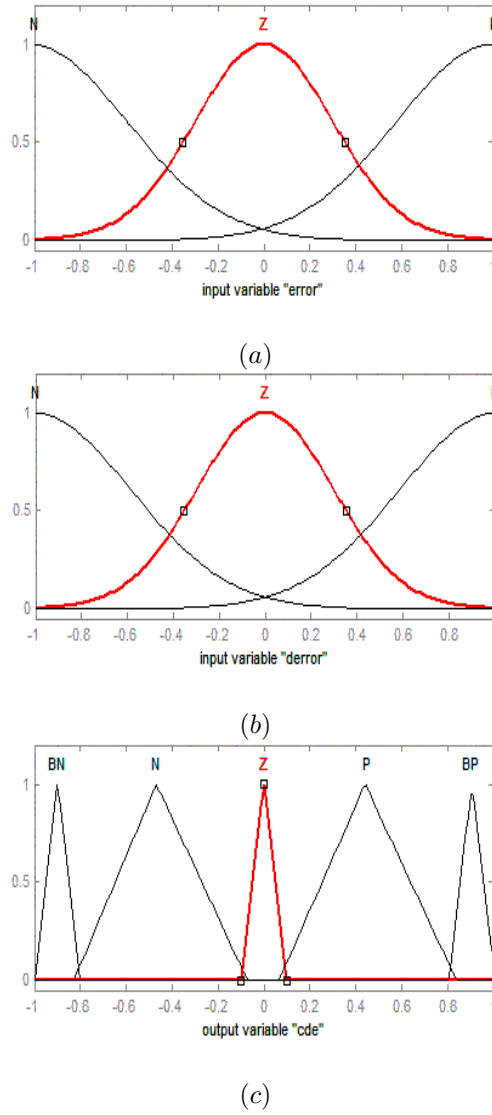 N Z
1
0.5
0
-1 -0.8 -0.6 -0.4 -0.2 0 0.2 0.4 0.6 0.8
input variable "error"
(a)
N Z
1
0.5
0
-1 -0.8 -0.6 -0.4 -0.2 0 0.2 0.4 0.6 0.8
input variable "derror"
(b)
BN N Z P BP
1
0.5
0
-1 -0.8 -0.6 -0.4 -0.2 0 0.2 0.4 0.6 0.8
output variable "cde"
(c)